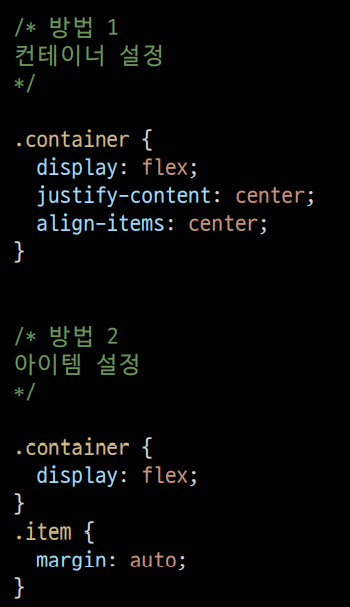 /* 방법 1
컨테이너 설정
*/
.container {
display: flex;
justify-content: center;
align-items: center;
}
/* 방법 2
아이템 설정
*/
.container {
display: flex;
}
.item {
margin: auto;
}